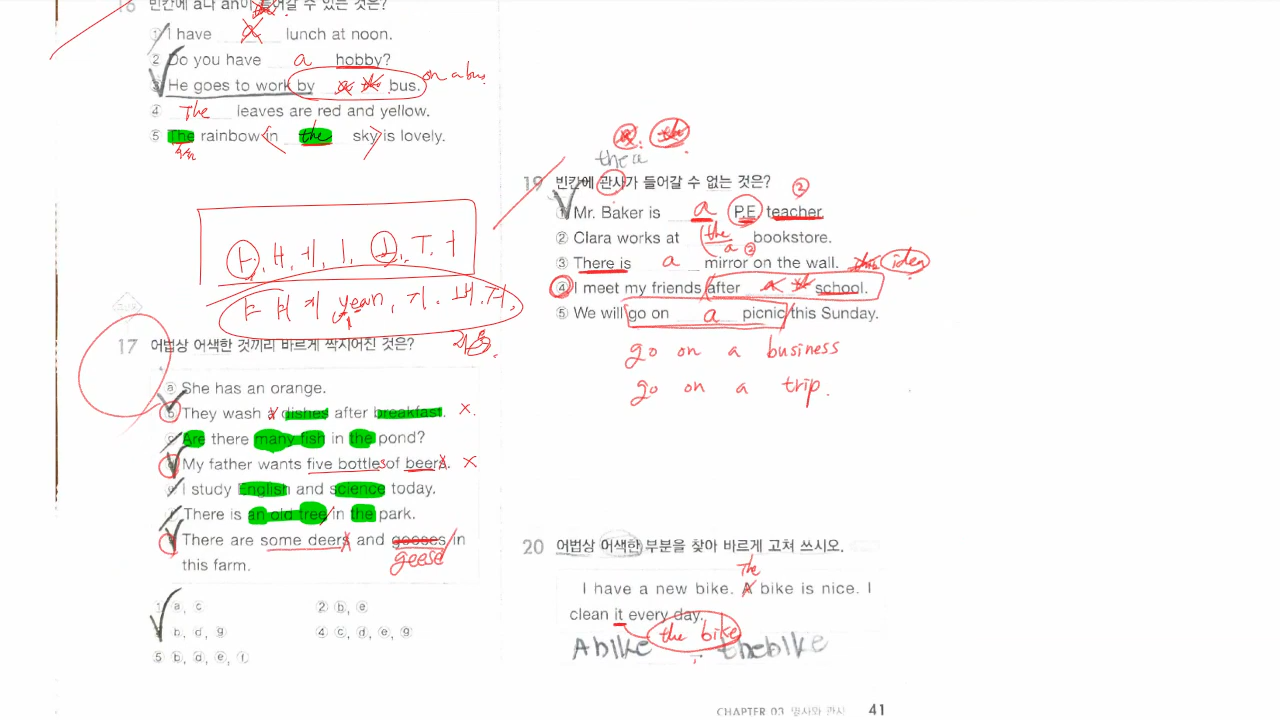 16 빈칸에 a나 an이 들어갈 수 있는 것은?
① I have a lunch at noon.
② Do you have a hobby?
③ He goes to work by a the bus. on a bus
④ The leaves are red and yellow.
⑤ The rainbow in the sky is lovely.
ㅏ, ㅐ, ㅔ, ㅣ, ㅗ, ㅜ, ㅓ
year
17 어법상 어색한 것끼리 바르게 짝지어진 것은?
ⓐ She has an orange.
ⓑ They wash a dishes after breakfast. x.
ⓒ Are there many fish in the pond?
ⓓ My father wants five bottles of beers. x
ⓔ I study English and science today.
ⓕ There is an old tree in the park.
ⓖ There are some deers and gooses in
geese
this farm.
① ⓐ, ⓒ ② ⓑ, ⓔ
③ ⓑ, ⓓ, ⓖ ④ ⓒ, ⓓ, ⓔ, ⓖ
⑤ ⓑ, ⓓ, ⓔ, ⓕ
a. the
the a
19 빈칸에 관사가 들어갈 수 없는 것은?
②
① Mr. Baker is a P.E. teacher.
② Clara works at the bookstore.
a ②
③ There is a mirror on the wall. idea
④ I meet my friends after a the school.
⑤ We will go on a picnic this Sunday.
go on a business
go on a trip.
20 어법상 어색한 부분을 찾아 바르게 고쳐 쓰시오.
The
I have a new bike. A bike is nice. I
clean it every day.
the bike
A bike the bike
CHAPTER 03 명사와 관사 41